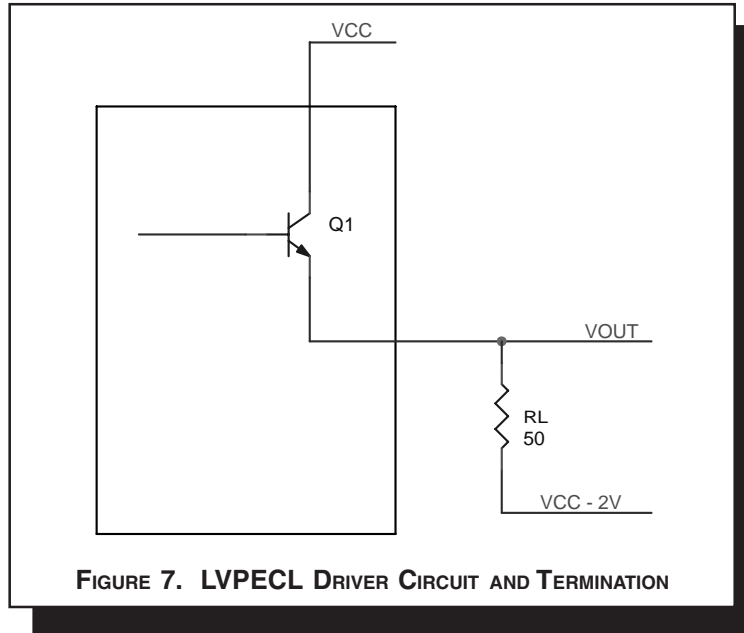 VCC
Q1
VOUT
RL
50
VCC - 2V
FIGURE 7. LVPECL DRIVER CIRCUIT AND TERMINATION